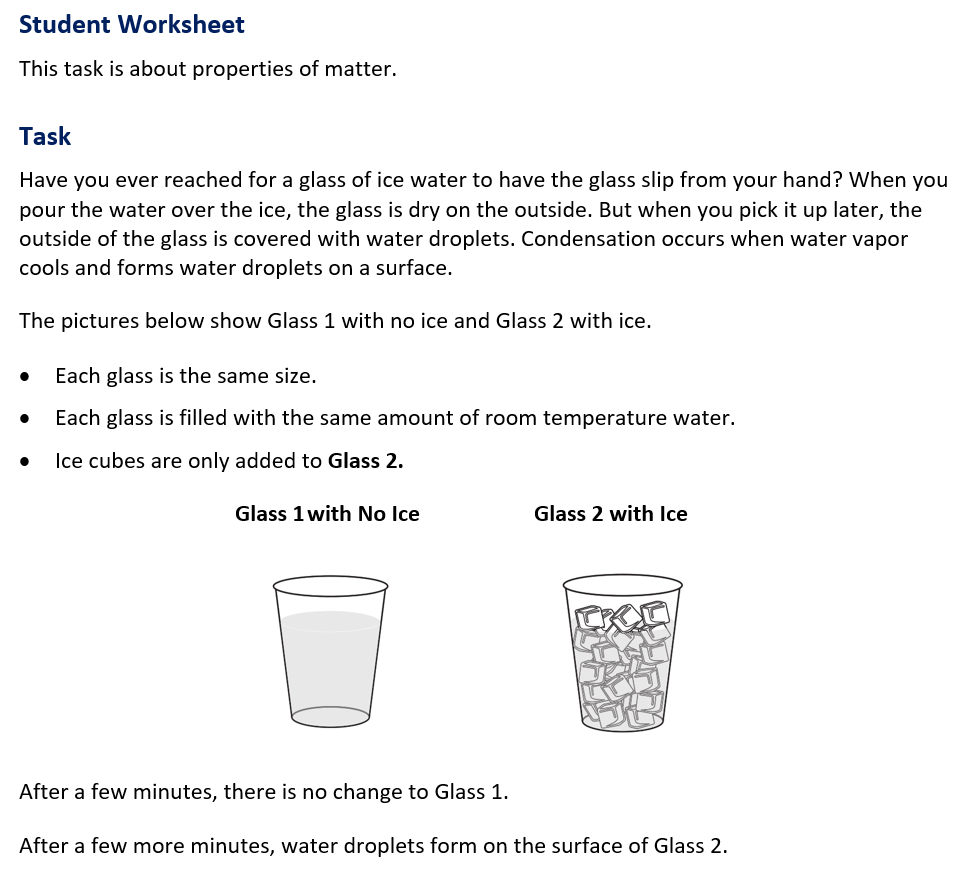 Student Worksheet
This task is about properties of matter.
Task
Have you ever reached for a glass of ice water to have the glass slip from your hand? When you
pour the water over the ice, the glass is dry on the outside. But when you pick it up later, the
outside of the glass is covered with water droplets. Condensation occurs when water vapor
cools and forms water droplets on a surface.
The pictures below show Glass 1 with no ice and Glass 2 with ice.
• Each glass is the same size.
• Each glass is filled with the same amount of room temperature water.
• Ice cubes are only added to Glass 2.
Glass 1 with No Ice Glass 2 with Ice
After a few minutes, there is no change to Glass 1.
After a few more minutes, water droplets form on the surface of Glass 2.